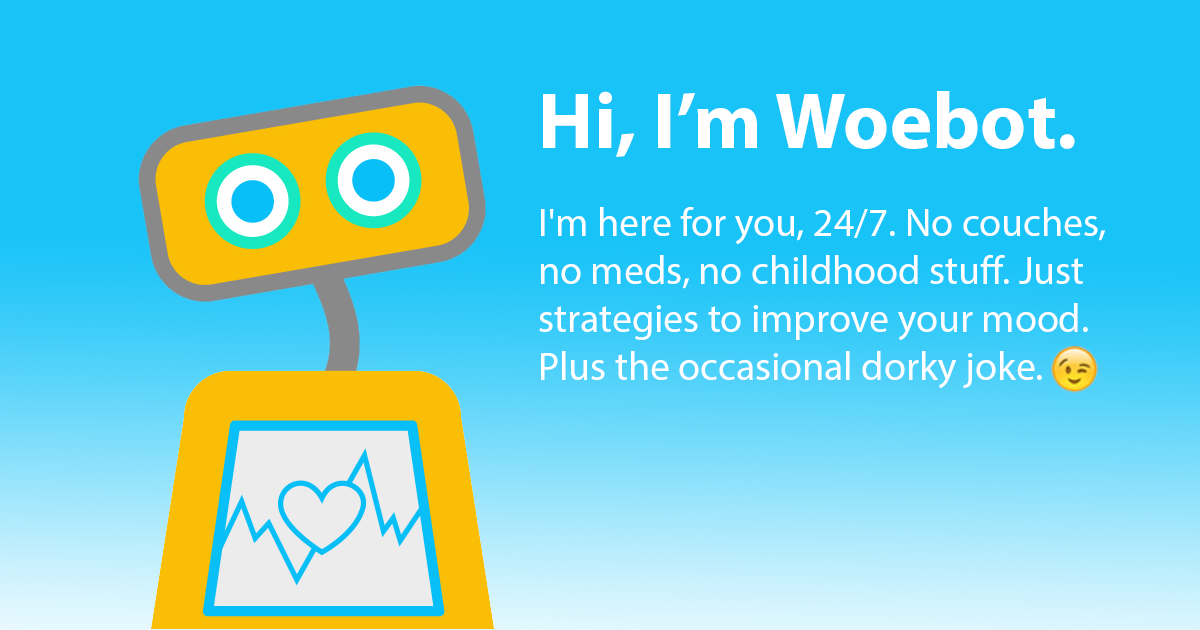 Hi, I’m Woebot.
I'm here for you, 24/7. No couches,
no meds, no childhood stuff. Just
strategies to improve your mood.
Plus the occasional dorky joke. 😉